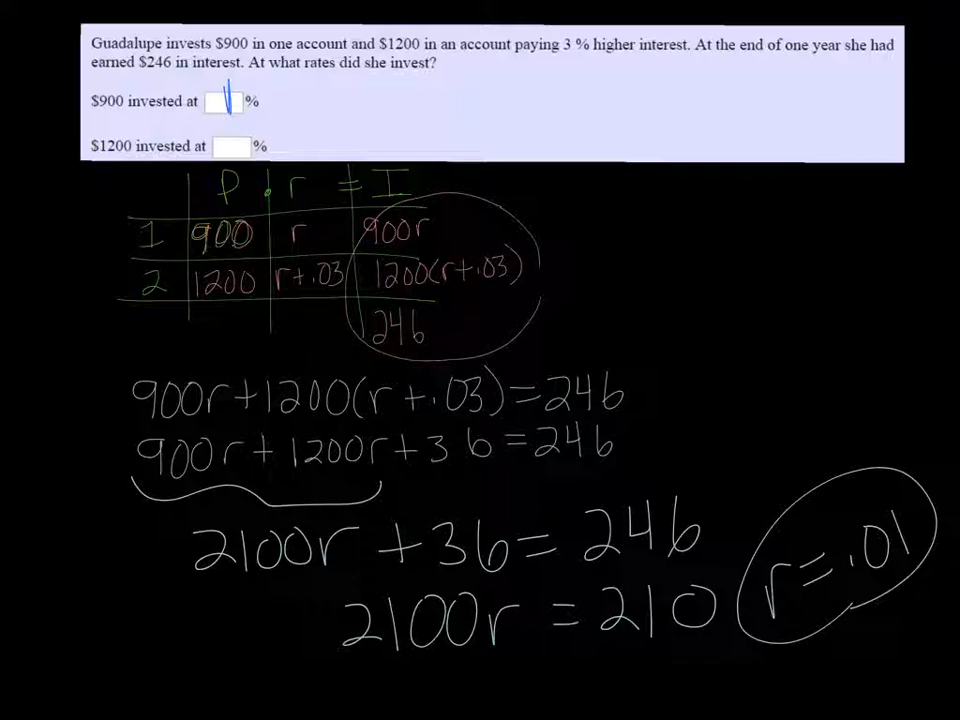 Guadalupe invests $900 in one account and $1200 in an account paying 3 % higher interest. At the end of one year she had
earned $246 in interest. At what rates did she invest?
$900 invested at 1 %
$1200 invested at %
P · r = I
1 900 r 900r
2 1200 r+.03 1200(r+.03)
246
900r+1200(r+.03)=246
900r+1200r+36=246
2100r+36=246
2100r=210 r=.01